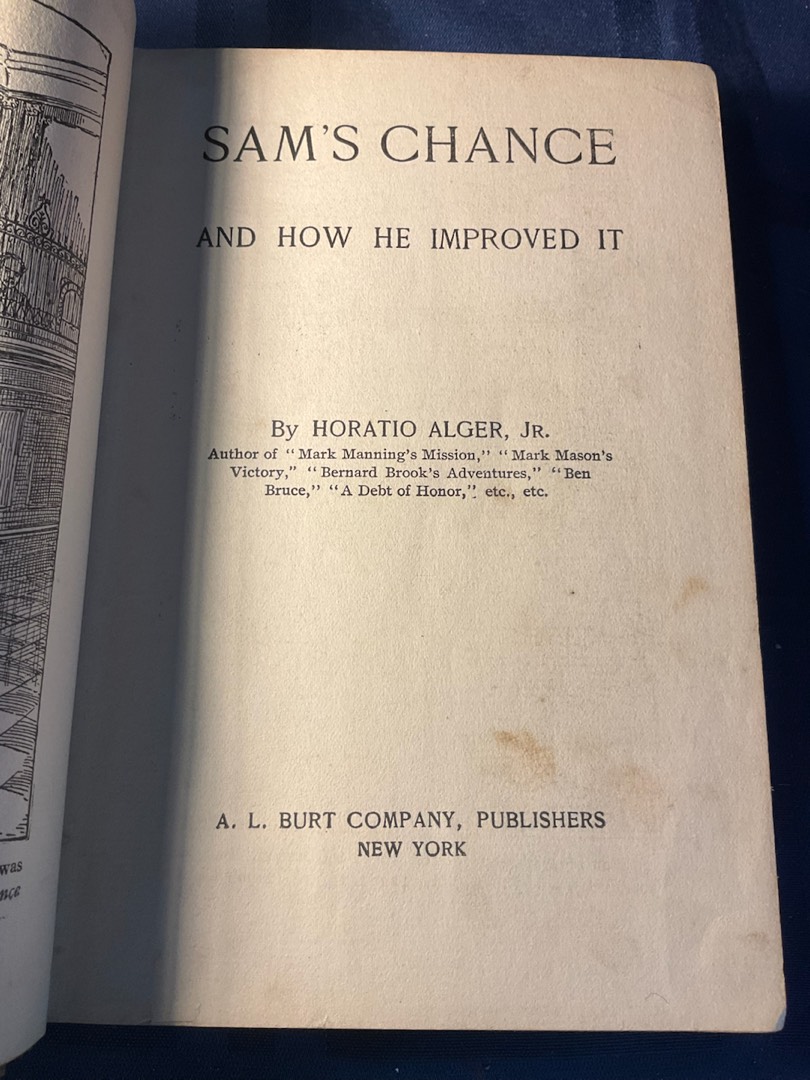 SAM'S CHANCE
AND HOW HE IMPROVED IT
By HORATIO ALGER, JR.
Author of "Mark Manning's Mission," "Mark Mason's
Victory," "Bernard Brook's Adventures," "Ben
Bruce," "A Debt of Honor," etc., etc.
A. L. BURT COMPANY, PUBLISHERS
NEW YORK
was